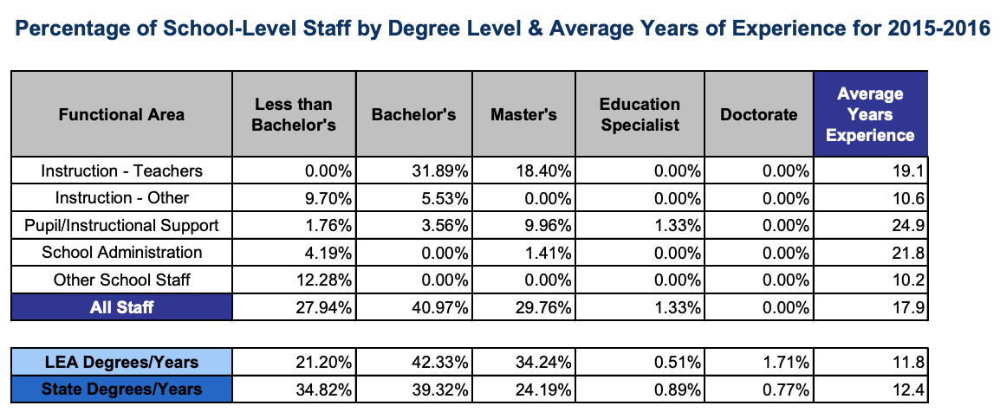 Percentage of School-Level Staff by Degree Level & Average Years of Experience for 2015-2016
Functional Area Less than Bachelor's Bachelor's Master's Education Specialist Doctorate Average Years Experience
Instruction - Teachers 0.00% 31.89% 18.40% 0.00% 0.00% 19.1
Instruction - Other 9.70% 5.53% 0.00% 0.00% 0.00% 10.6
Pupil/Instructional Support 1.76% 3.56% 9.96% 1.33% 0.00% 24.9
School Administration 4.19% 0.00% 1.41% 0.00% 0.00% 21.8
Other School Staff 12.28% 0.00% 0.00% 0.00% 0.00% 10.2
All Staff 27.94% 40.97% 29.76% 1.33% 0.00% 17.9
LEA Degrees/Years 21.20% 42.33% 34.24% 0.51% 1.71% 11.8
State Degrees/Years 34.82% 39.32% 24.19% 0.89% 0.77% 12.4